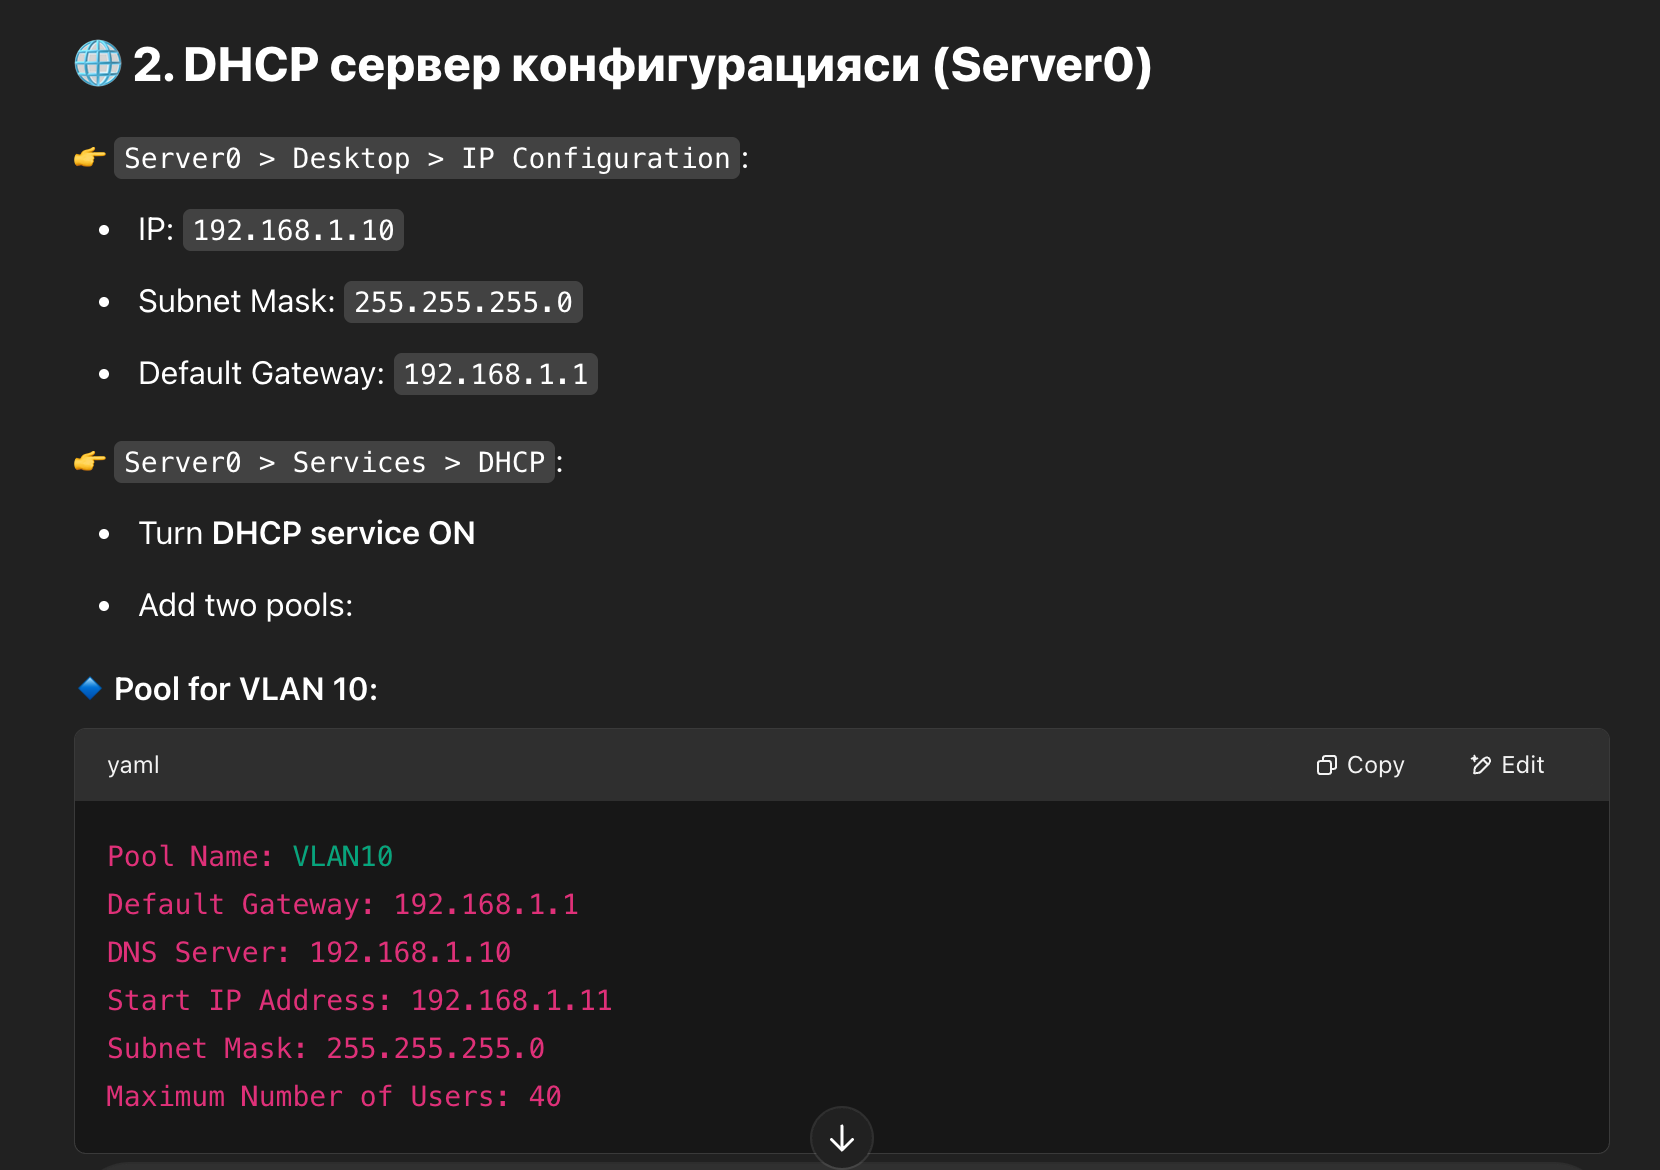 🌐 2. DHCP сервер конфигурацияси (Server0)
👉 Server0 > Desktop > IP Configuration:
• IP: 192.168.1.10
• Subnet Mask: 255.255.255.0
• Default Gateway: 192.168.1.1
👉 Server0 > Services > DHCP:
• Turn DHCP service ON
• Add two pools:
🔹 Pool for VLAN 10:
yaml Copy Edit
Pool Name: VLAN10
Default Gateway: 192.168.1.1
DNS Server: 192.168.1.10
Start IP Address: 192.168.1.11
Subnet Mask: 255.255.255.0
Maximum Number of Users: 40